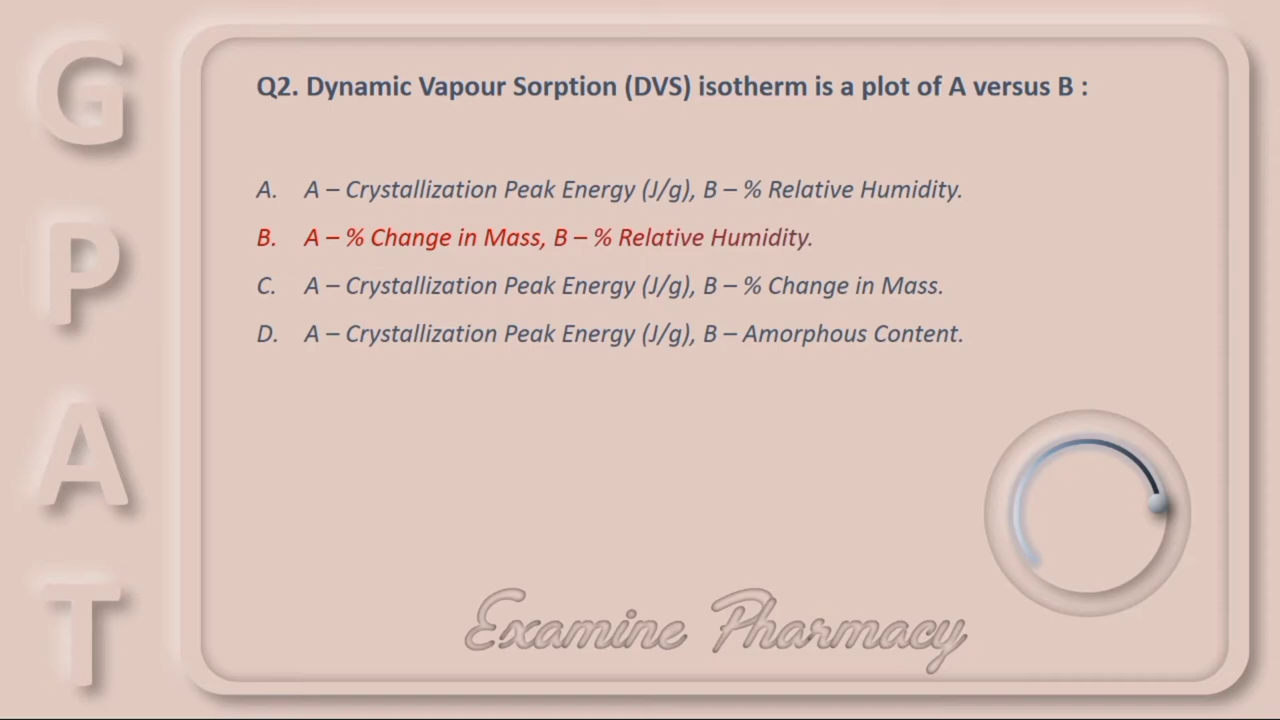 G
P
A
T
Q2. Dynamic Vapour Sorption (DVS) isotherm is a plot of A versus B :
A. A – Crystallization Peak Energy (J/g), B – % Relative Humidity.
B. A – % Change in Mass, B – % Relative Humidity.
C. A – Crystallization Peak Energy (J/g), B – % Change in Mass.
D. A – Crystallization Peak Energy (J/g), B – Amorphous Content.
Examine Pharmacy